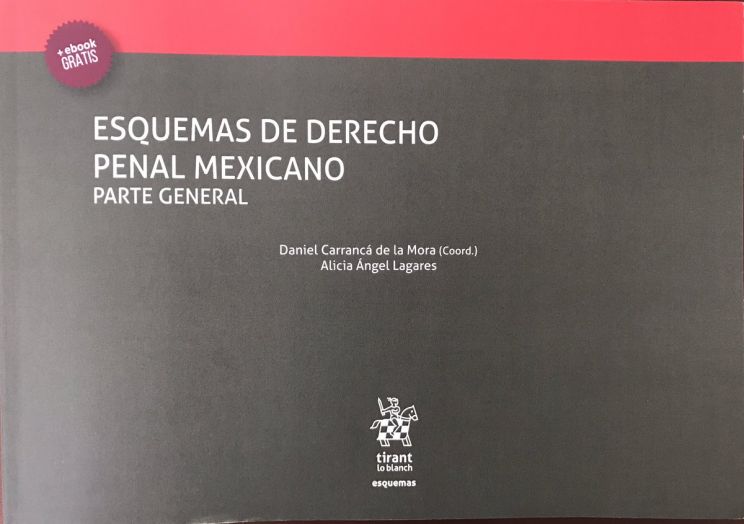 + ebook
GRATIS
ESQUEMAS DE DERECHO
PENAL MEXICANO
PARTE GENERAL
Daniel Carrancá de la Mora (Coord.)
Alicia Ángel Lagares
tirant
lo blanch
esquemas